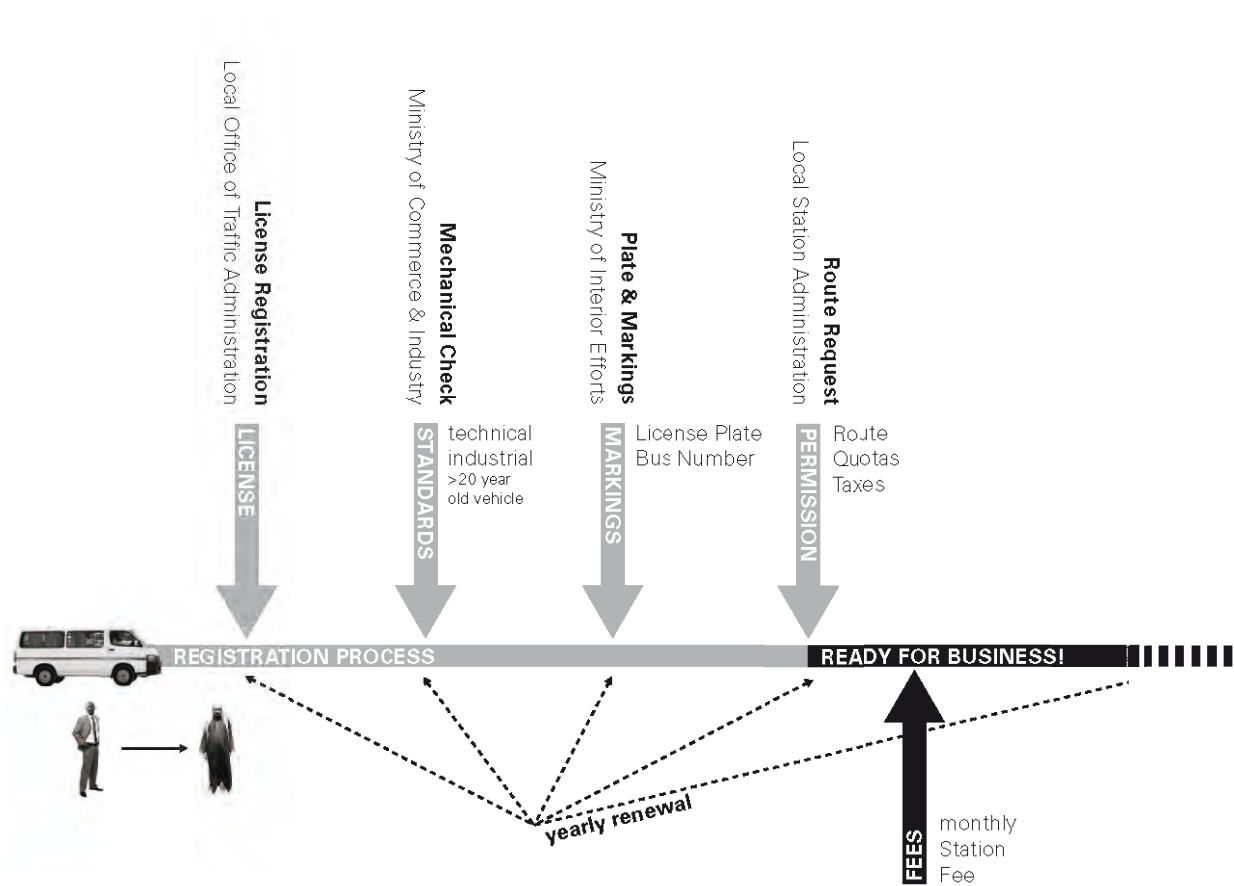 License Registration
Local Office of Traffic Administration
LICENSE
Mechanical Check
Ministry of Commerce & Industry
STANDARDS
technical
industrial
>20 year
old vehicle
Plate & Markings
Ministry of Interior Efforts
MARKINGS
License Plate
Bus Number
Route Request
Local Station Administration
PERMISSION
Route
Quotas
Taxes
REGISTRATION PROCESS
READY FOR BUSINESS!
yearly renewal
FEES
monthly
Station
Fee